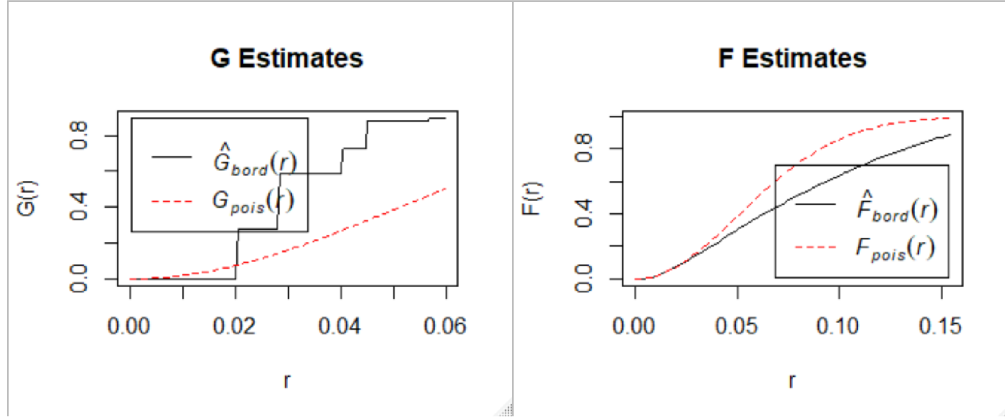 G Estimates
G(r)
0.8
0.4
0.0
Ĝbord(r)
Gpois(r)
0.00 0.02 0.04 0.06
r
F Estimates
F(r)
0.8
0.4
0.0
F̂bord(r)
Fpois(r)
0.00 0.05 0.10 0.15
r